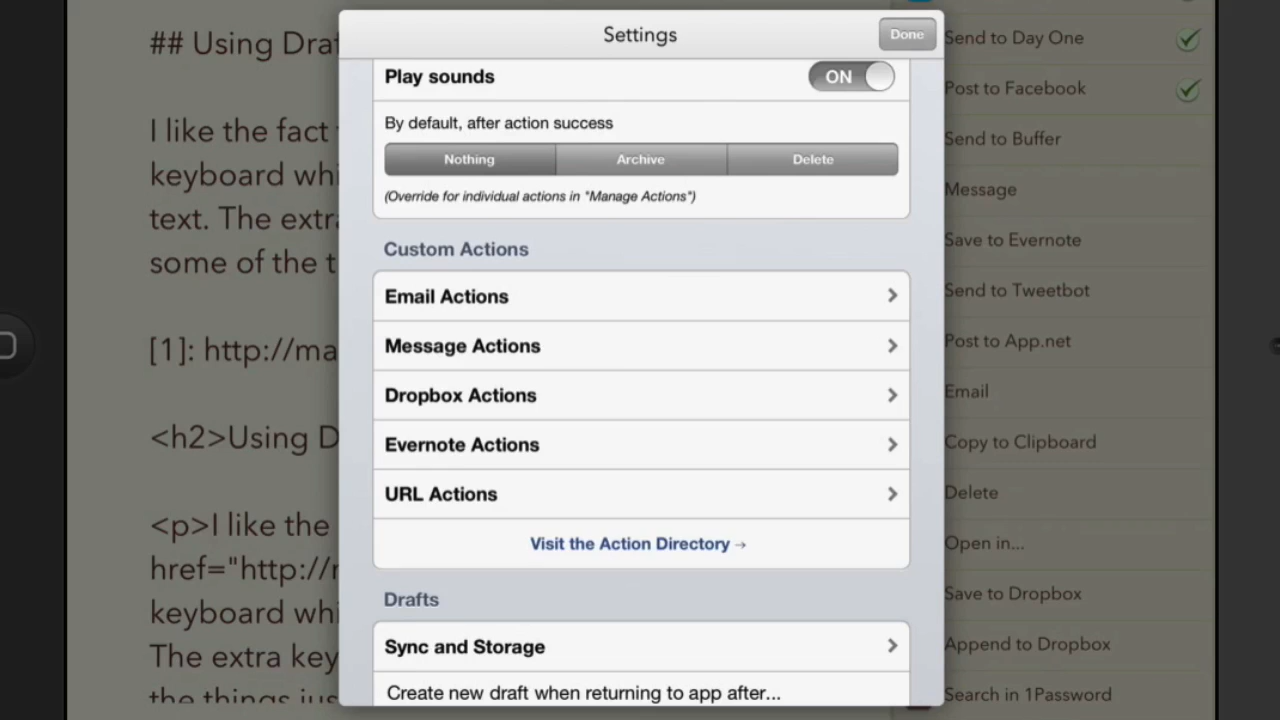 ## Using Dra
I like the fact
keyboard whi
text. The extra
some of the t
[1]: http://ma
<h2>Using D
<p>I like the
href="http://
keyboard whi
The extra key
the things jus
Settings
Done
Play sounds
ON
By default, after action success
Nothing
Archive
Delete
(Override for individual actions in "Manage Actions")
Custom Actions
Email Actions
Message Actions
Dropbox Actions
Evernote Actions
URL Actions
Visit the Action Directory →
Drafts
Sync and Storage
Create new draft when returning to app after...
Send to Day One
Post to Facebook
Send to Buffer
Message
Save to Evernote
Send to Tweetbot
Post to App.net
Email
Copy to Clipboard
Delete
Open in...
Save to Dropbox
Append to Dropbox
Search in 1Password